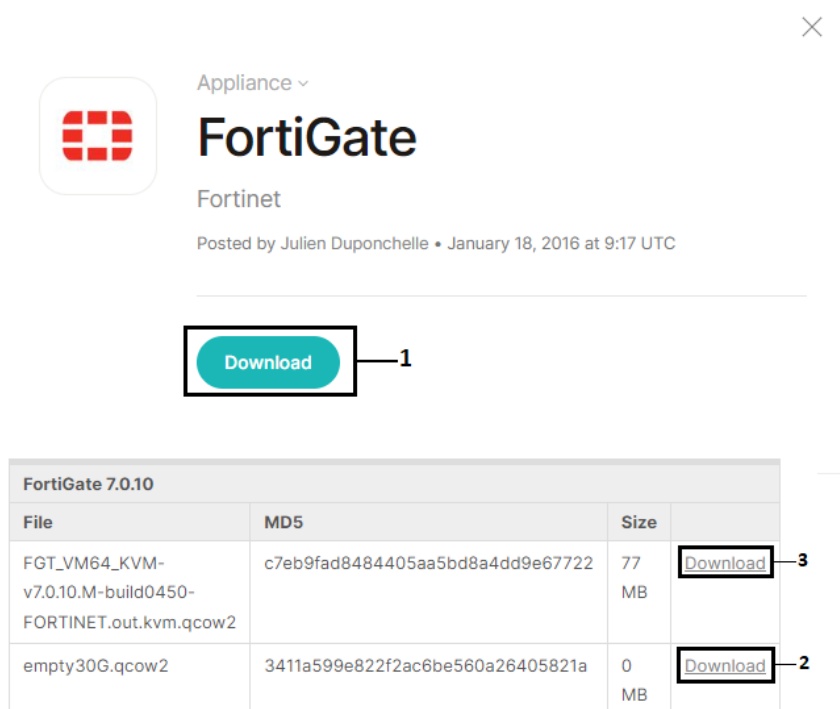 Appliance
FortiGate
Fortinet
Posted by Julien Duponchelle • January 18, 2016 at 9:17 UTC
Download 1
FortiGate 7.0.10
File MD5 Size
FGT_VM64_KVM- c7eb9fad8484405aa5bd8a4dd9e67722 77 Download 3
v7.0.10.M-build0450- MB
FORTINET.out.kvm.qcow2
empty30G.qcow2 3411a599e822f2ac6be560a26405821a 0 Download 2
MB